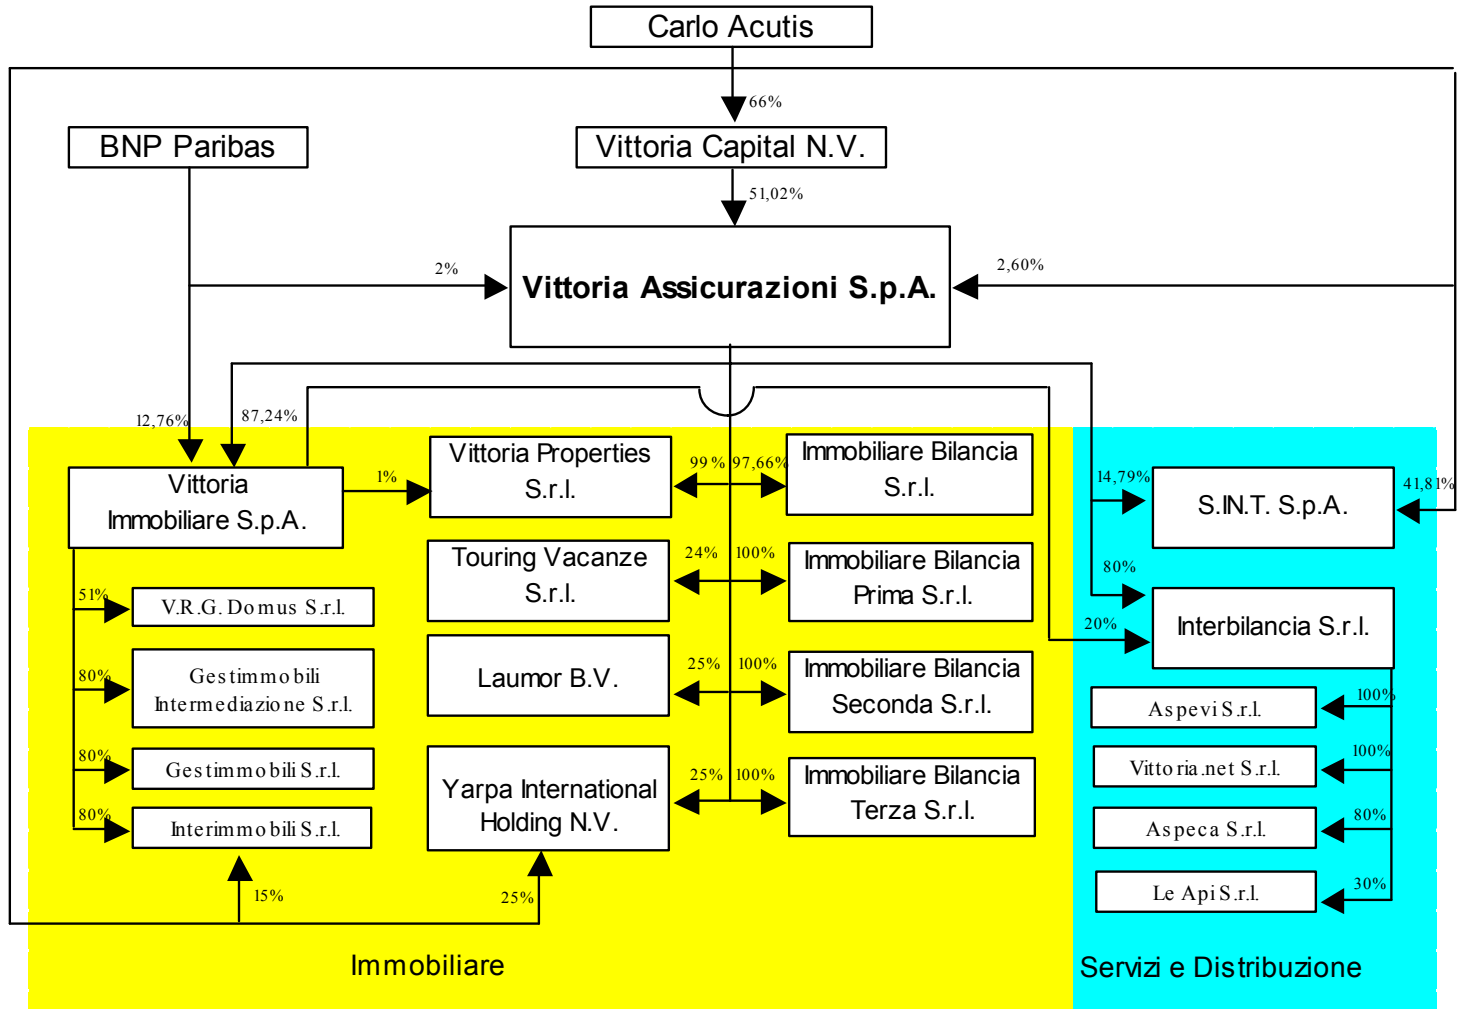 Carlo Acutis
66%
BNP Paribas
Vittoria Capital N.V.
51,02%
2%
Vittoria Assicurazioni S.p.A.
2,60%
12,76%
87,24%
Vittoria
Immobiliare S.p.A.
1%
Vittoria Properties
S.r.l.
99%
97,66%
Immobiliare Bilancia
S.r.l.
14,79%
S.IN.T. S.p.A.
41,81%
Touring Vacanze
S.r.l.
24%
100%
Immobiliare Bilancia
Prima S.r.l.
80%
20%
Interbilancia S.r.l.
51%
V.R.G. Domus S.r.l.
Laumor B.V.
25%
100%
Immobiliare Bilancia
Seconda S.r.l.
80%
Gestimmobili
Intermediazione S.r.l.
Aspevi S.r.l.
100%
80%
Gestimmobili S.r.l.
Yarpa International
Holding N.V.
25%
100%
Immobiliare Bilancia
Terza S.r.l.
Vittoria.net S.r.l.
100%
80%
Interimmobili S.r.l.
Aspeca S.r.l.
80%
15%
25%
Le Api S.r.l.
30%
Immobiliare
Servizi e Distribuzione